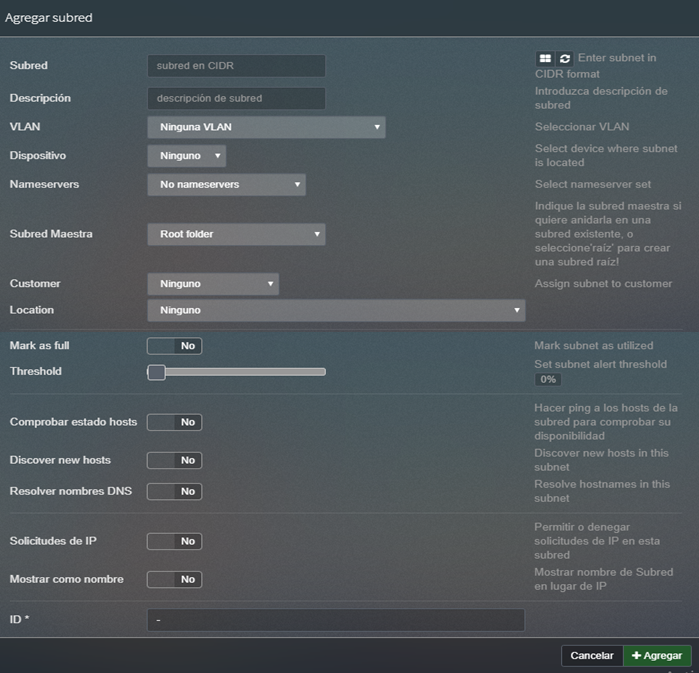 Agregar subred
Subred
subred en CIDR
Enter subnet in
CIDR format
Descripción
descripción de subred
Introduzca descripción de
subred
VLAN
Ninguna VLAN
Seleccionar VLAN
Dispositivo
Ninguno
Select device where subnet
is located
Nameservers
No nameservers
Select nameserver set
Subred Maestra
Root folder
Indique la subred maestra si
quiere anidarla en una
subred existente, o
seleccione'raíz' para crear
una subred raíz!
Customer
Ninguno
Assign subnet to customer
Location
Ninguno
Mark as full
No
Mark subnet as utilized
Threshold
Set subnet alert threshold
0%
Comprobar estado hosts
No
Hacer ping a los hosts de la
subred para comprobar su
disponibilidad
Discover new hosts
No
Discover new hosts in this
subnet
Resolver nombres DNS
No
Resolve hostnames in this
subnet
Solicitudes de IP
No
Permitir o denegar
solicitudes de IP en esta
subred
Mostrar como nombre
No
Mostrar nombre de Subred
en lugar de IP
ID *
-
Cancelar
+ Agregar